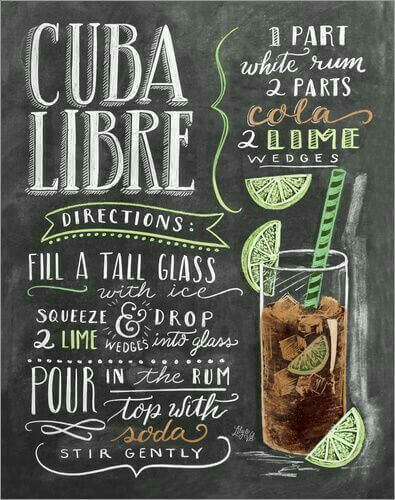 CUBA
LIBRE
1 PART
white rum
2 PARTS
cola
2 LIME
WEDGES
DIRECTIONS:
FILL A TALL GLASS
with ice
SQUEEZE & DROP
2 LIME WEDGES into glass
POUR IN the RUM
top with
soda
STIR GENTLY
Lily & Val